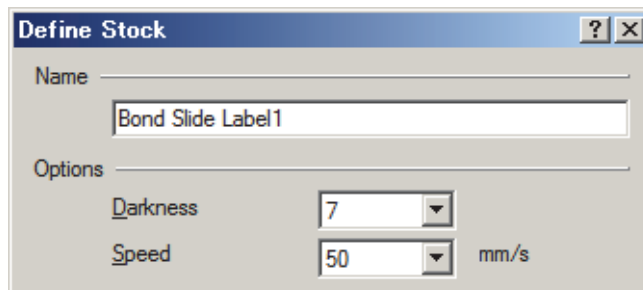 Define Stock
Name
Bond Slide Label1
Options
Darkness 7
Speed 50 mm/s